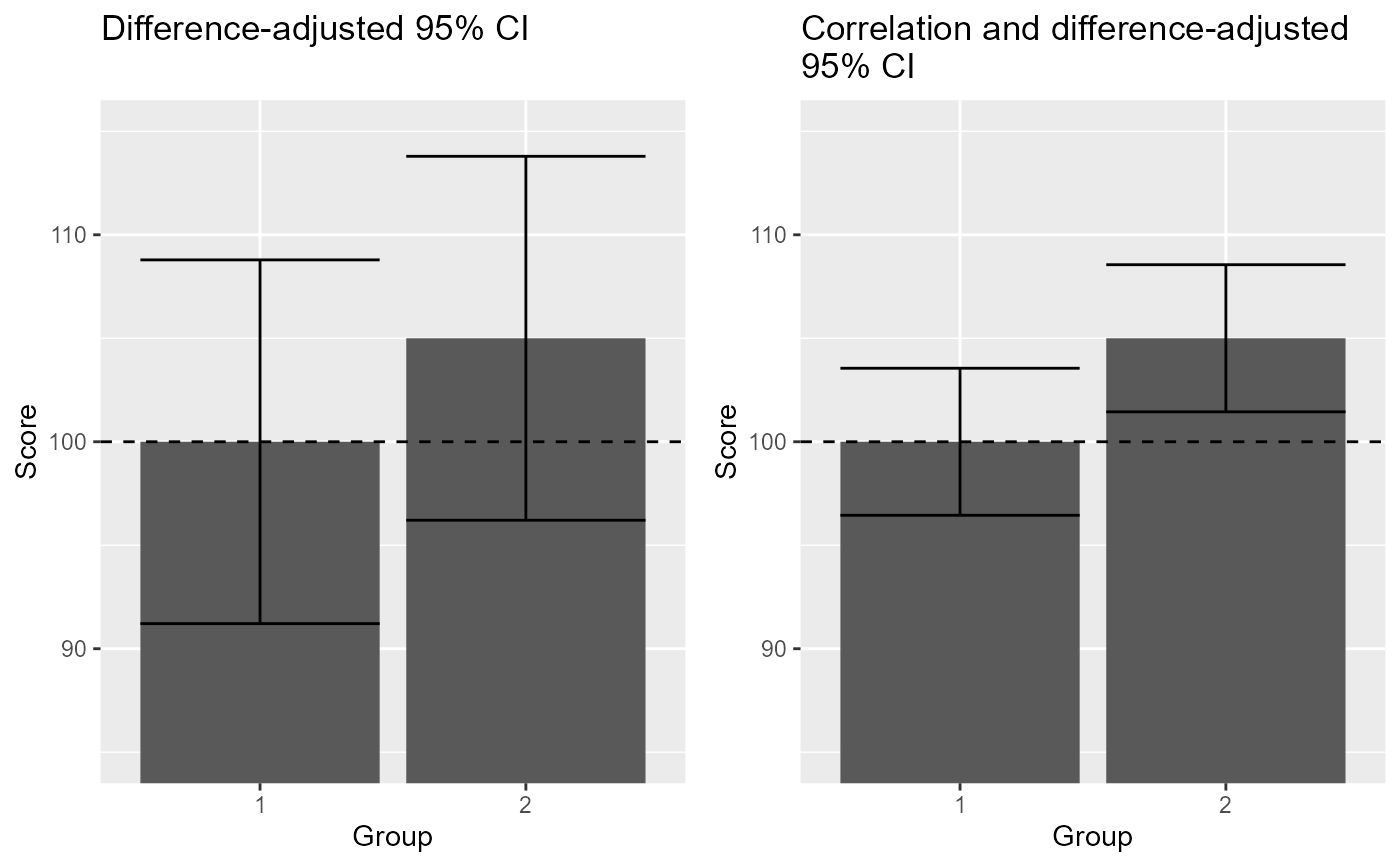 Difference-adjusted 95% CI
Score
110
100
90
1
2
Group
Correlation and difference-adjusted
95% CI
Score
110
100
90
1
2
Group